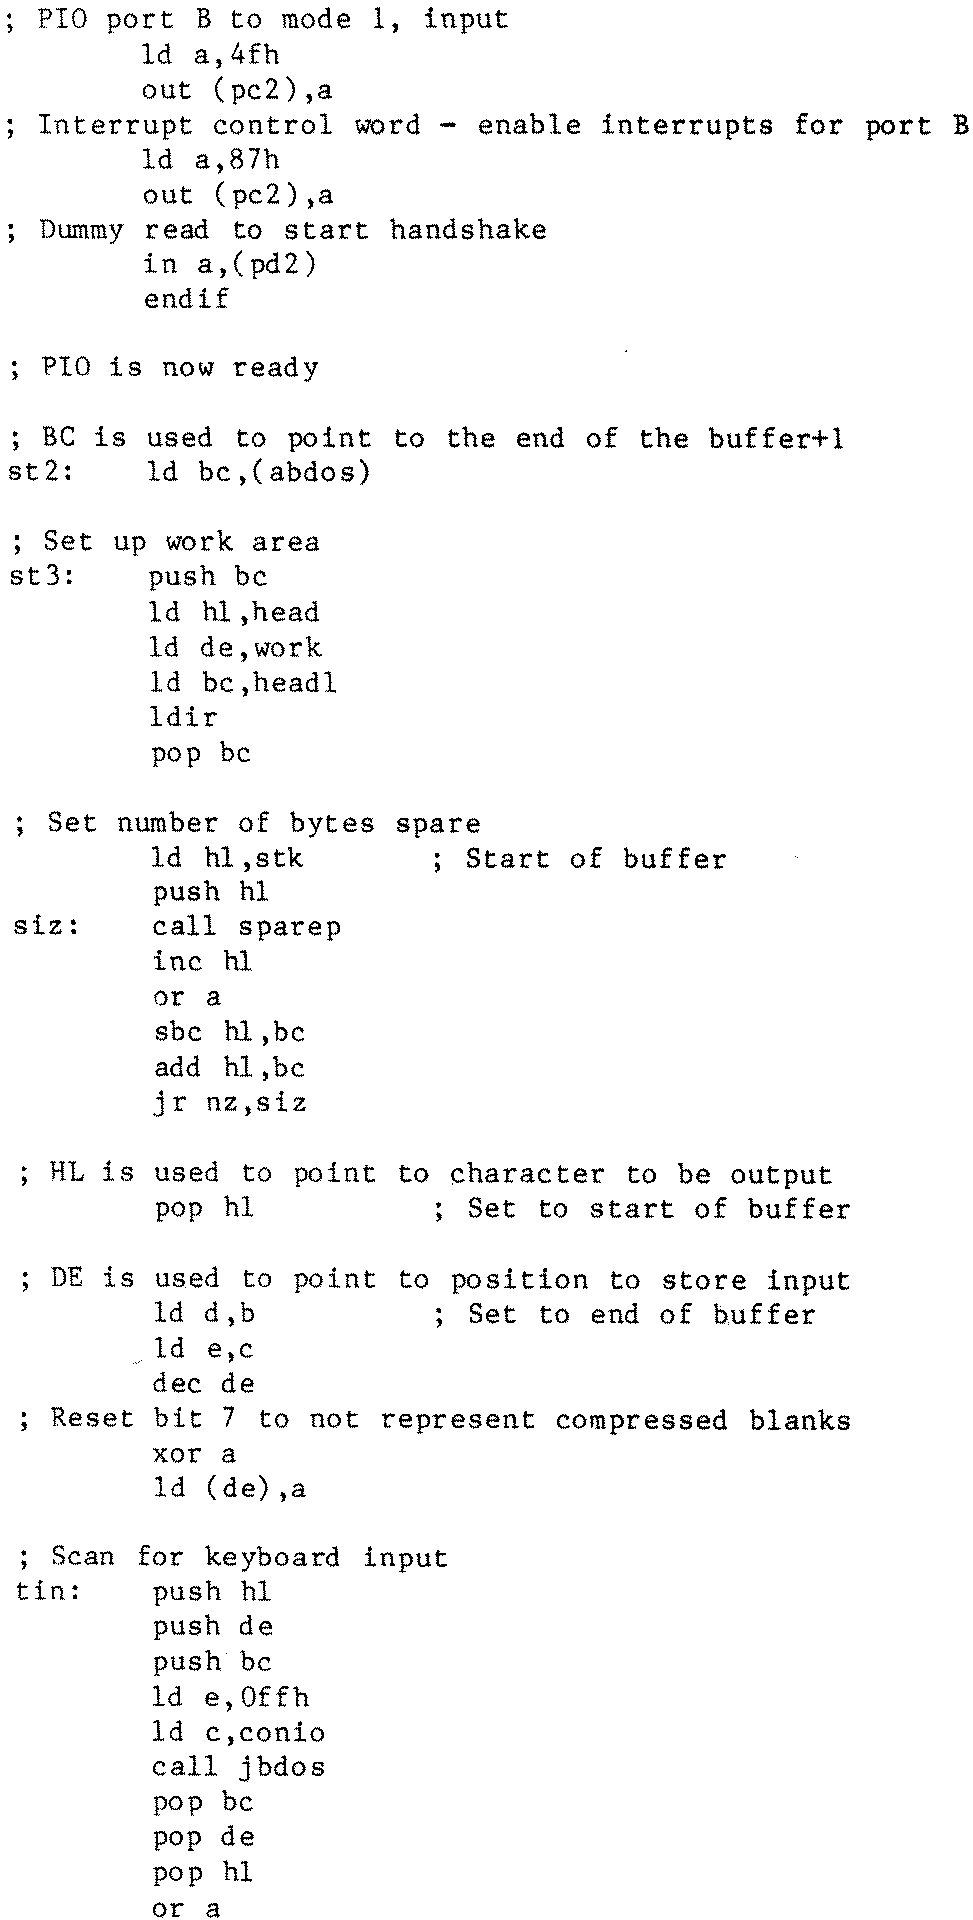 ; PIO port B to mode 1, input
        ld a,4fh
        out (pc2),a
; Interrupt control word - enable interrupts for port B
        ld a,87h
        out (pc2),a
; Dummy read to start handshake
        in a,(pd2)
        endif

; PIO is now ready

; BC is used to point to the end of the buffer+1
st2:    ld bc,(abdos)

; Set up work area
st3:    push bc
        ld hl,head
        ld de,work
        ld bc,headl
        ldir
        pop bc

; Set number of bytes spare
        ld hl,stk       ; Start of buffer
        push hl
siz:    call sparep
        inc hl
        or a
        sbc hl,bc
        add hl,bc
        jr nz,siz

; HL is used to point to character to be output
        pop hl          ; Set to start of buffer

; DE is used to point to position to store input
        ld d,b          ; Set to end of buffer
        ld e,c
        dec de
; Reset bit 7 to not represent compressed blanks
        xor a
        ld (de),a

; Scan for keyboard input
tin:    push hl
        push de
        push bc
        ld e,0ffh
        ld c,conio
        call jbdos
        pop bc
        pop de
        pop hl
        or a